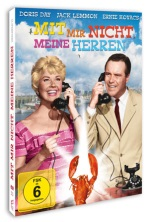 DORIS DAY JACK LEMMON ERNIE KOVACS
MIT MIR NICHT
MEINE HERREN
MIT MIR NICHT MEINE HERREN
FSK
6